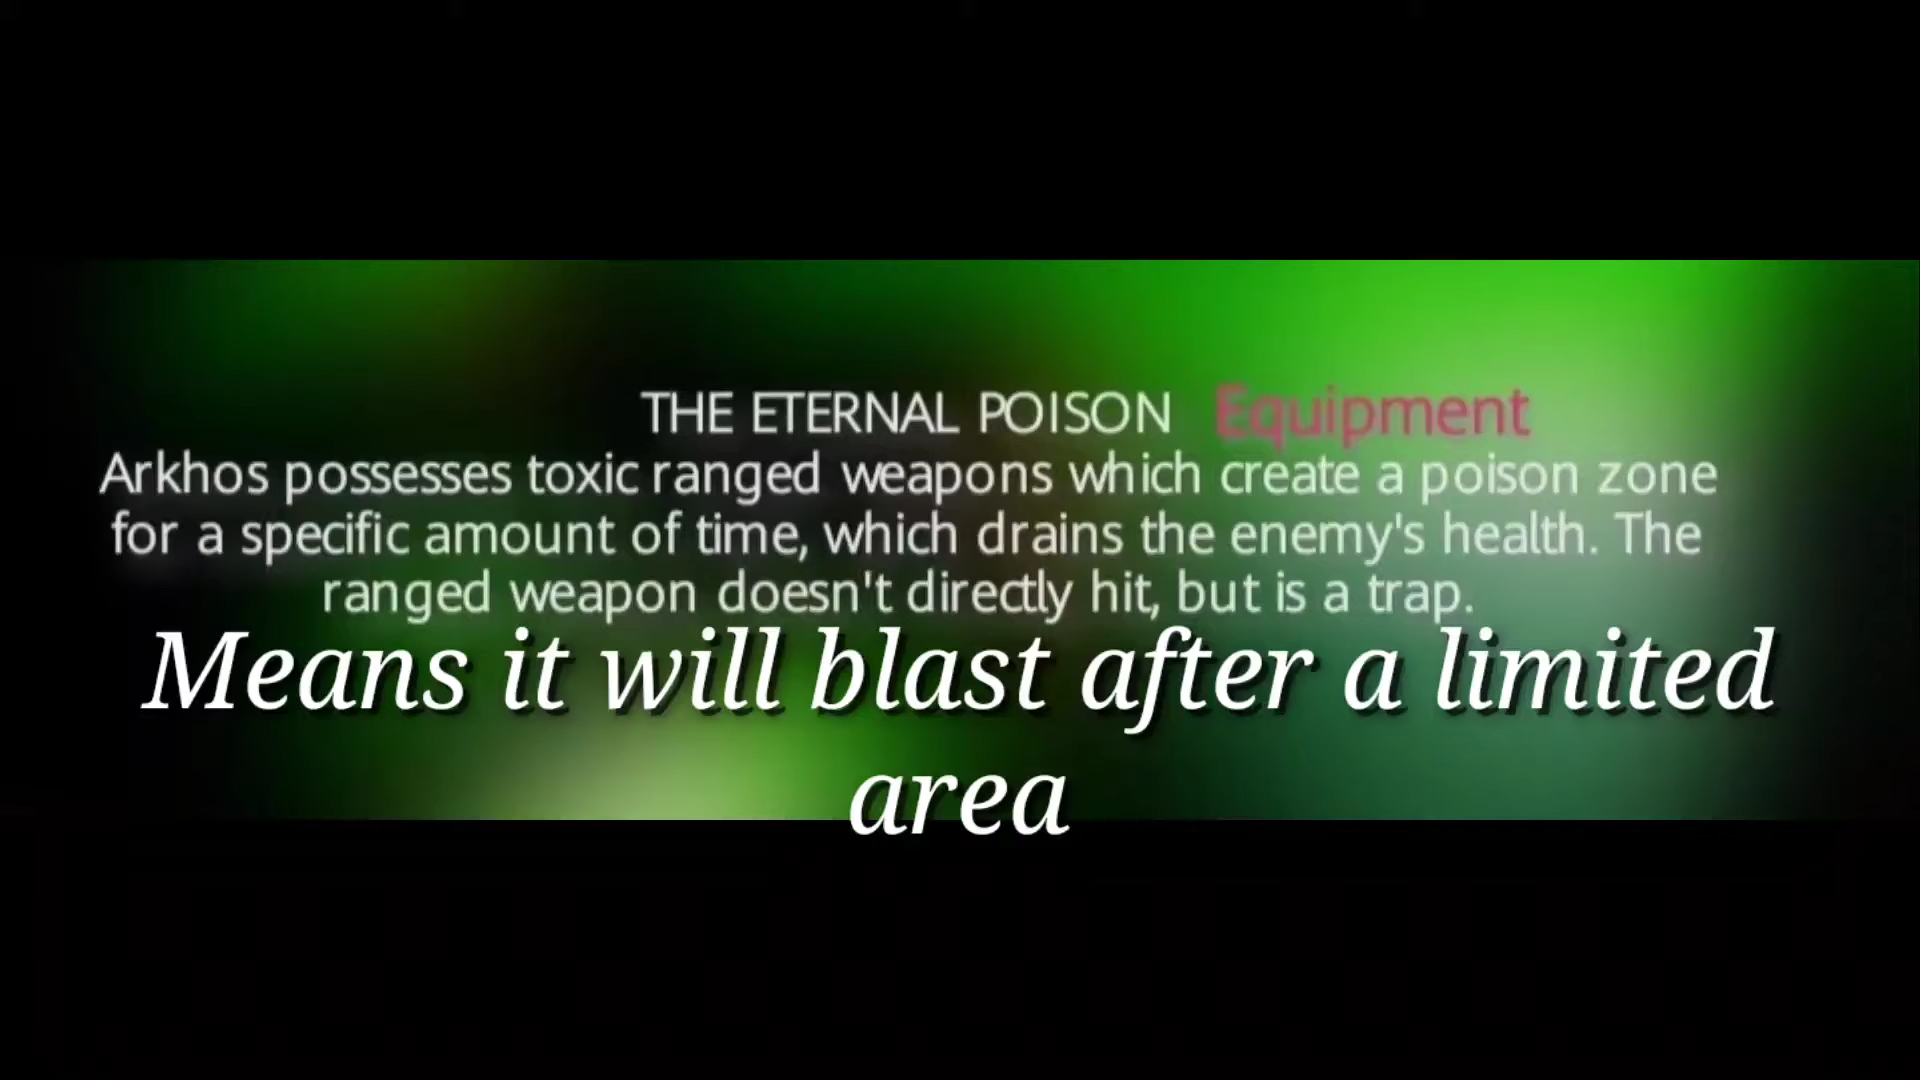 THE ETERNAL POISON Equipment
Arkhos possesses toxic ranged weapons which create a poison zone
for a specific amount of time, which drains the enemy's health. The
ranged weapon doesn't directly hit, but is a trap.
Means it will blast after a limited
area